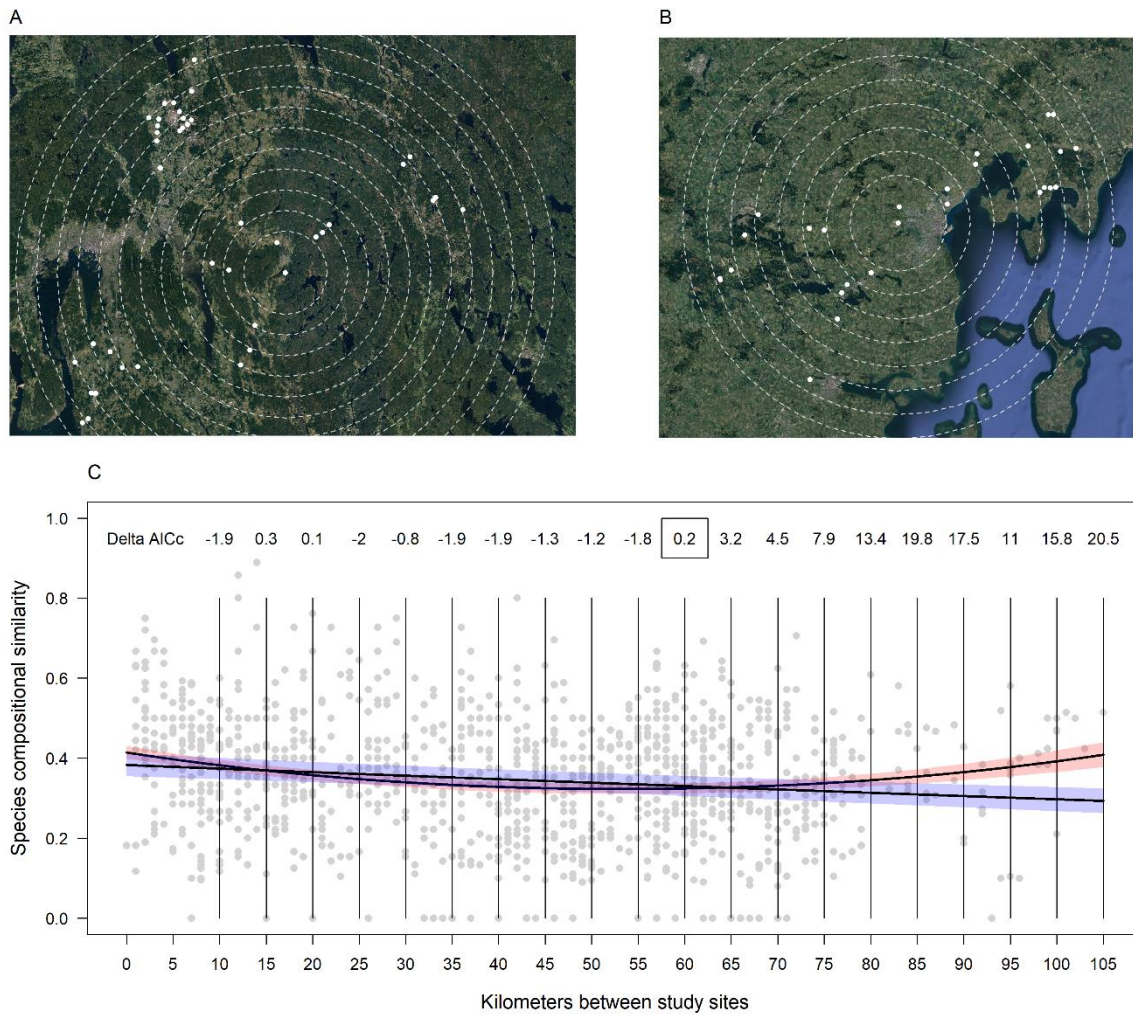 A
B
C
Delta AICc -1.9 0.3 0.1 -2 -0.8 -1.9 -1.9 -1.3 -1.2 -1.8 0.2 3.2 4.5 7.9 13.4 19.8 17.5 11 15.8 20.5
1.0
0.8
0.6
0.4
0.2
0.0
Species compositional similarity
0 5 10 15 20 25 30 35 40 45 50 55 60 65 70 75 80 85 90 95 100 105
Kilometers between study sites